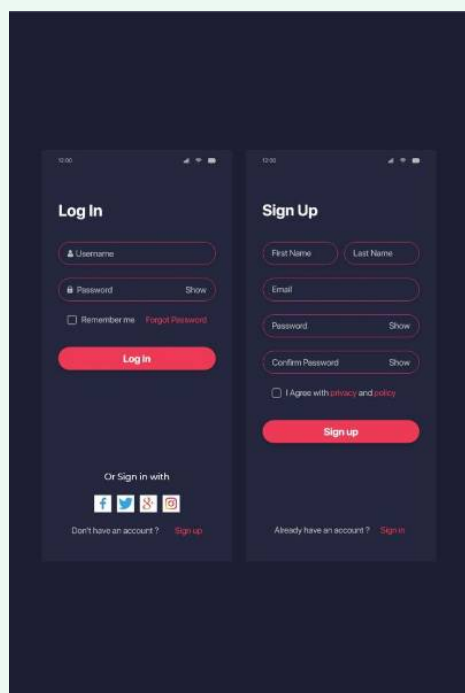 12:00
Log In
Username
Password Show
Remember me Forgot Password
Log In
Or Sign in with
Don't have an account ? Sign up
12:00
Sign Up
First Name Last Name
Email
Password Show
Confirm Password Show
I Agree with privacy and policy
Sign up
Already have an account ? Sign in